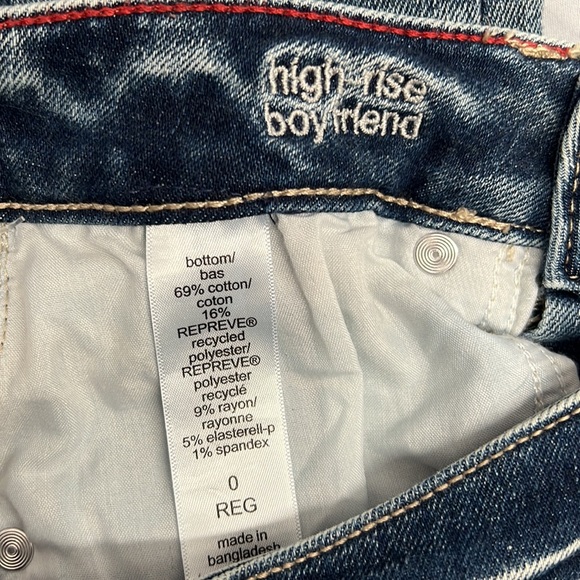 high-rise
boyfriend
bottom/
bas
69% cotton/
coton
16%
REPREVE®
recycled
polyester/
REPREVE®
polyester
recyclé
9% rayon/
rayonne
5% elasterell-p
1% spandex
0
REG
made in
bangladesh